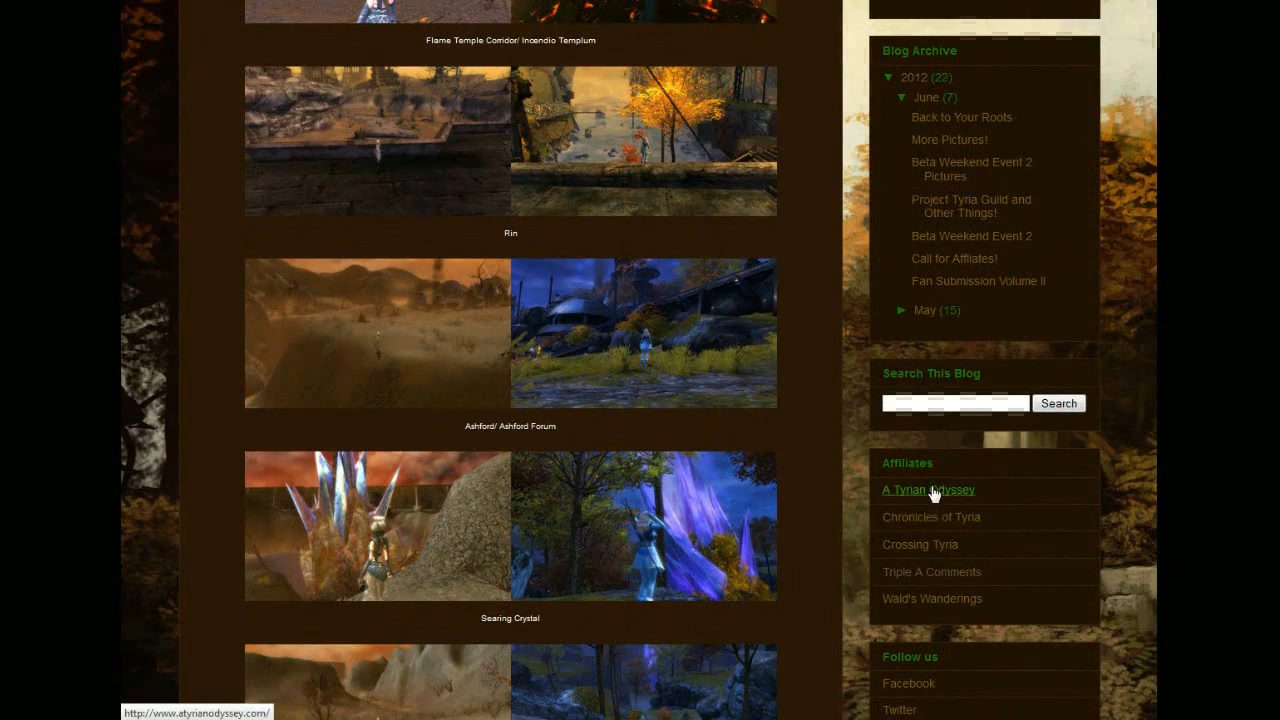 Flame Temple Corridor/ Incendio Templum
Rin
Ashford/ Ashford Forum
Searing Crystal
Blog Archive
▼ 2012 (22)
▼ June (7)
Back to Your Roots
More Pictures!
Beta Weekend Event 2
Pictures
Project Tyria Guild and
Other Things!
Beta Weekend Event 2
Call for Affliates!
Fan Submission Volume II
► May (15)
Search This Blog
Search
Affiliates
A Tyrian Odyssey
Chronicles of Tyria
Crossing Tyria
Triple A Comments
Wald's Wanderings
Follow us
Facebook
Twitter
http://www.atyrianodyssey.com/